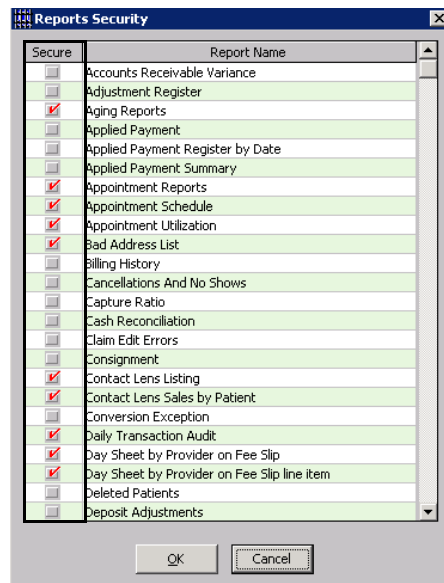 Reports Security
Secure Report Name
Accounts Receivable Variance
Adjustment Register
Aging Reports
Applied Payment
Applied Payment Register by Date
Applied Payment Summary
Appointment Reports
Appointment Schedule
Appointment Utilization
Bad Address List
Billing History
Cancellations And No Shows
Capture Ratio
Cash Reconciliation
Claim Edit Errors
Consignment
Contact Lens Listing
Contact Lens Sales by Patient
Conversion Exception
Daily Transaction Audit
Day Sheet by Provider on Fee Slip
Day Sheet by Provider on Fee Slip line item
Deleted Patients
Deposit Adjustments
OK Cancel